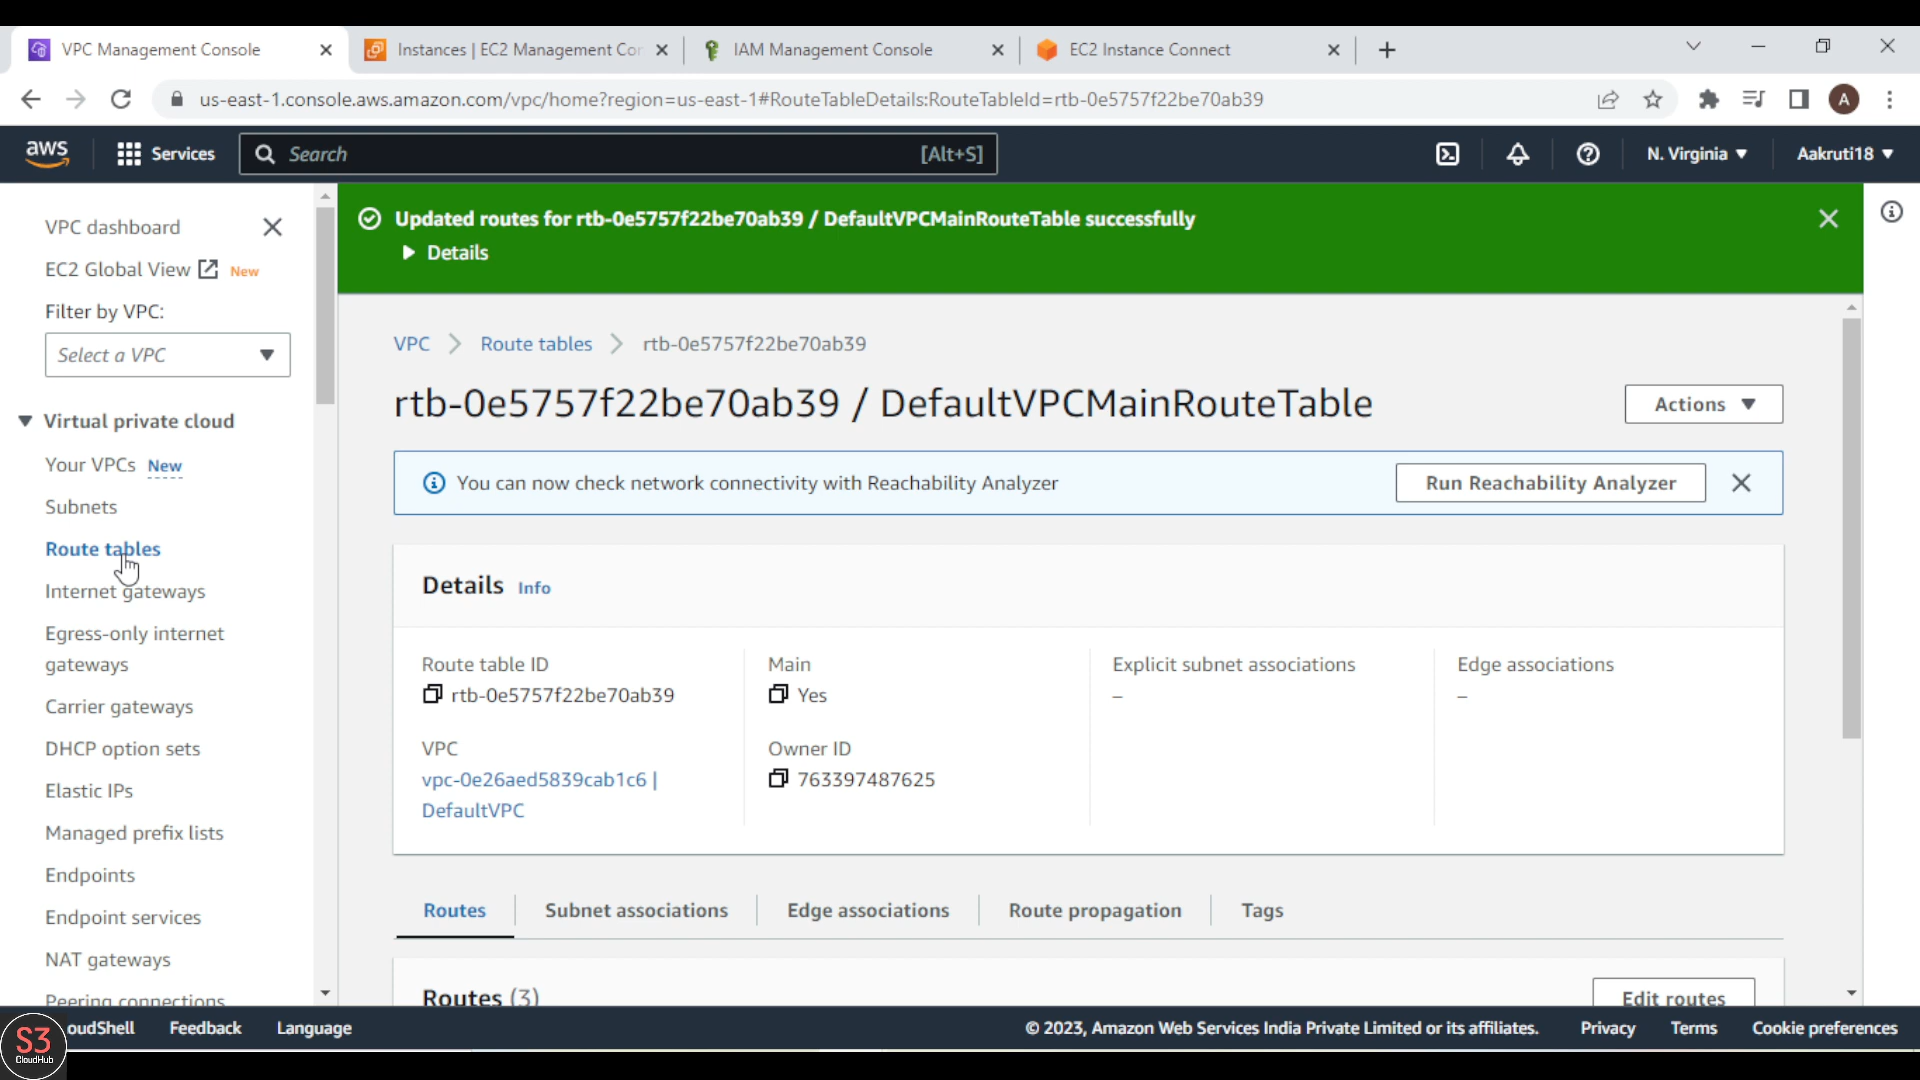 VPC Management Console
Instances | EC2 Management Cor
IAM Management Console
EC2 Instance Connect
us-east-1.console.aws.amazon.com/vpc/home?region=us-east-1#RouteTableDetails:RouteTableId=rtb-0e5757f22be70ab39
A
aws
Services
Search
[Alt+S]
N. Virginia
Aakruti18
VPC dashboard
EC2 Global View New
Filter by VPC:
Select a VPC
Virtual private cloud
Your VPCs New
Subnets
Route tables
Internet gateways
Egress-only internet
gateways
Carrier gateways
DHCP option sets
Elastic IPs
Managed prefix lists
Endpoints
Endpoint services
NAT gateways
Peering connections
Updated routes for rtb-0e5757f22be70ab39 / DefaultVPCMainRouteTable successfully
Details
VPC > Route tables > rtb-0e5757f22be70ab39
rtb-0e5757f22be70ab39 / DefaultVPCMainRouteTable
Actions
You can now check network connectivity with Reachability Analyzer
Run Reachability Analyzer
Details Info
Route table ID
rtb-0e5757f22be70ab39
Main
Yes
Explicit subnet associations
–
Edge associations
–
VPC
vpc-0e26aed5839cab1c6 |
DefaultVPC
Owner ID
763397487625
Routes
Subnet associations
Edge associations
Route propagation
Tags
Routes (3)
Edit routes
S3
CloudHub
oudShell
Feedback
Language
© 2023, Amazon Web Services India Private Limited or its affiliates.
Privacy
Terms
Cookie preferences